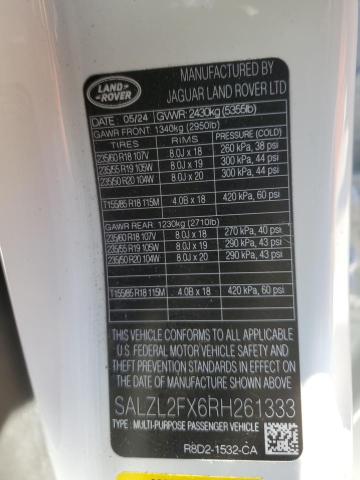 LAND ROVER
MANUFACTURED BY
JAGUAR LAND ROVER LTD
DATE 05/24 GVWR: 2430kg (5355lb)
GAWR FRONT: 1340kg (2950lb)
TIRES RIMS PRESSURE (COLD)
235/60 R18 107V 8.0J x 18 260 kPa, 38 psi
235/55 R19 105W 8.0J x 19 300 kPa, 44 psi
235/50 R20 104W 8.0J x 20 300 kPa, 44 psi
T155/85 R18 115M 4.0B x 18 420 kPa, 60 psi
GAWR REAR: 1230kg (2710lb)
235/60 R18 107V 8.0J x 18 270 kPa, 40 psi
235/55 R19 105W 8.0J x 19 290 kPa, 43 psi
235/50 R20 104W 8.0J x 20 290 kPa, 43 psi
T155/85 R18 115M 4.0B x 18 420 kPa, 60 psi
THIS VEHICLE CONFORMS TO ALL APPLICABLE
U.S. FEDERAL MOTOR VEHICLE SAFETY,
BUMPER, AND THEFT PREVENTION
STANDARDS IN EFFECT ON THE DATE OF
MANUFACTURE SHOWN ABOVE.
SALZL2FX6RH261333
TYPE: MULTI-PURPOSE PASSENGER VEHICLE
R8D2-1532-CA